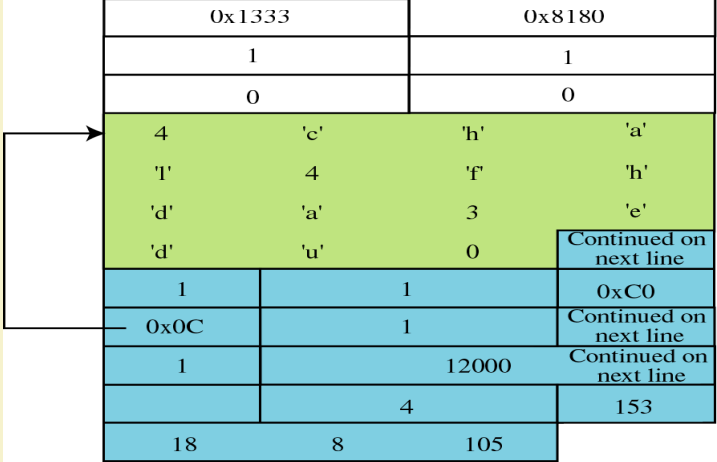 0x1333 0x8180
1 1
0 0
4 'c' 'h' 'a'
'l' 4 'f' 'h'
'd' 'a' 3 'e'
'd' 'u' 0 Continued on
next line
1 1 0xC0
0x0C 1 Continued on
next line
1 12000 Continued on
next line
4 153
18 8 105